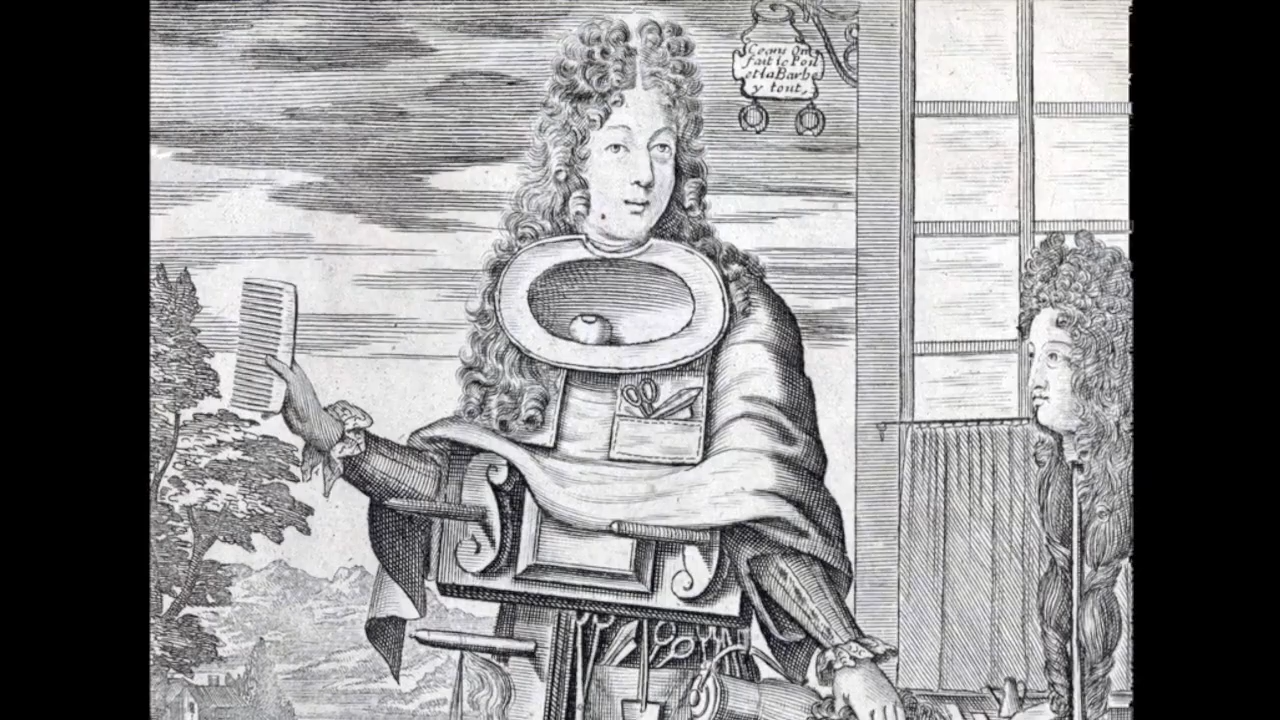 Ceans On
fait le Poil
et la Barbe
y tout,